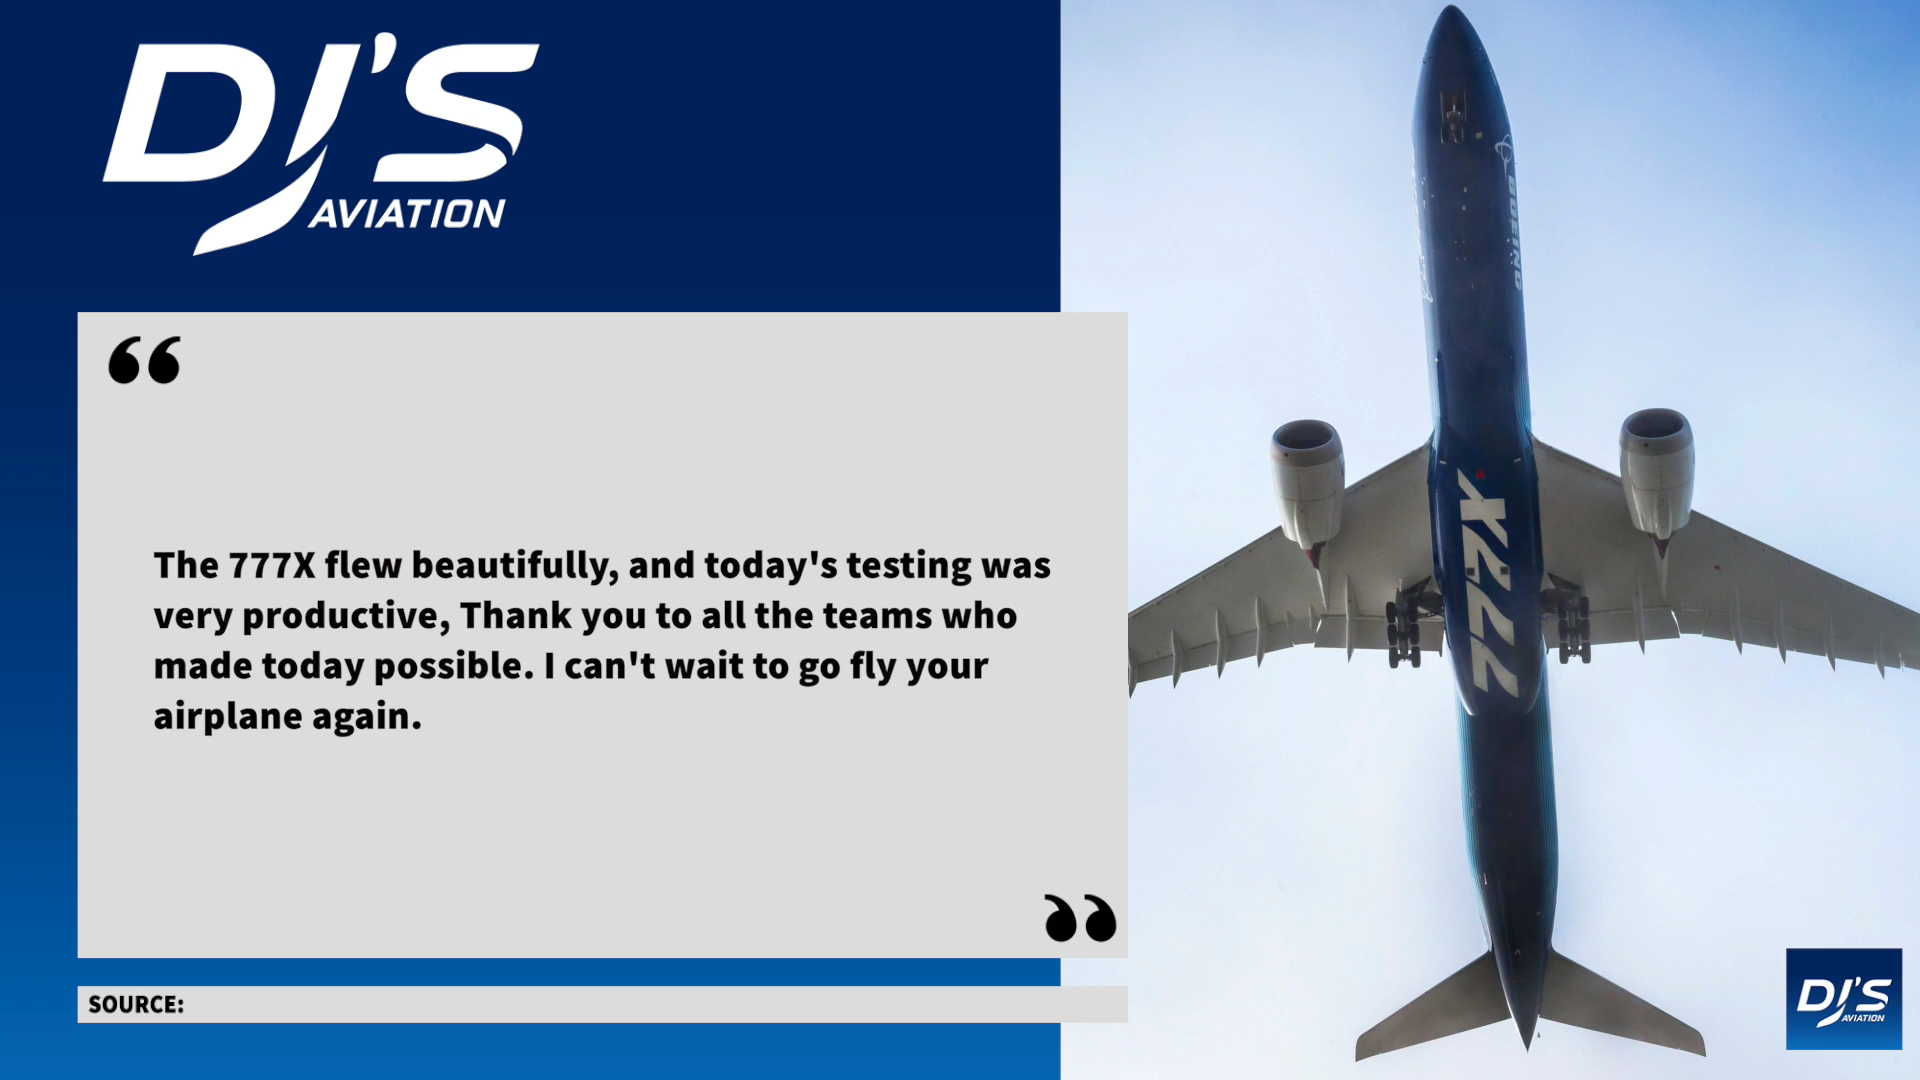 DJ'S
AVIATION
“
The 777X flew beautifully, and today's testing was
very productive, Thank you to all the teams who
made today possible. I can't wait to go fly your
airplane again.
”
SOURCE:
BOEING
777X
DJ'S
AVIATION